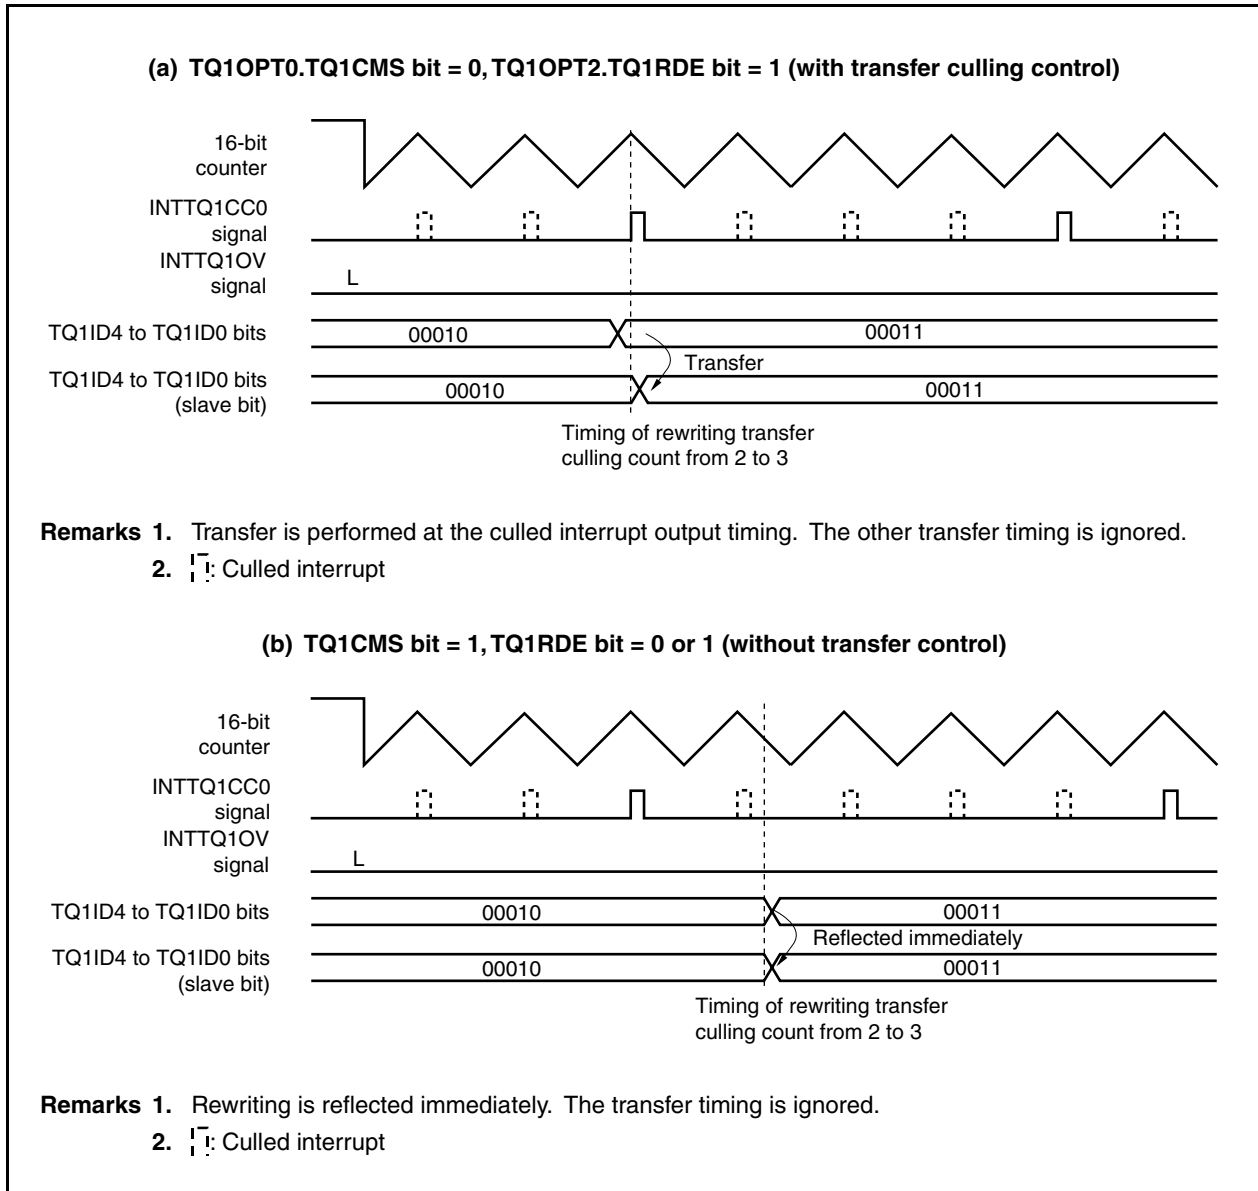 (a) TQ1OPT0.TQ1CMS bit = 0, TQ1OPT2.TQ1RDE bit = 1 (with transfer culling control)
16-bit
counter
INTTQ1CC0
signal
INTTQ1OV
signal
L
TQ1ID4 to TQ1ID0 bits
00010
00011
Transfer
TQ1ID4 to TQ1ID0 bits
(slave bit)
00010
00011
Timing of rewriting transfer
culling count from 2 to 3
Remarks 1. Transfer is performed at the culled interrupt output timing. The other transfer timing is ignored.
2. : Culled interrupt
(b) TQ1CMS bit = 1, TQ1RDE bit = 0 or 1 (without transfer control)
16-bit
counter
INTTQ1CC0
signal
INTTQ1OV
signal
L
TQ1ID4 to TQ1ID0 bits
00010
00011
Reflected immediately
TQ1ID4 to TQ1ID0 bits
(slave bit)
00010
00011
Timing of rewriting transfer
culling count from 2 to 3
Remarks 1. Rewriting is reflected immediately. The transfer timing is ignored.
2. : Culled interrupt